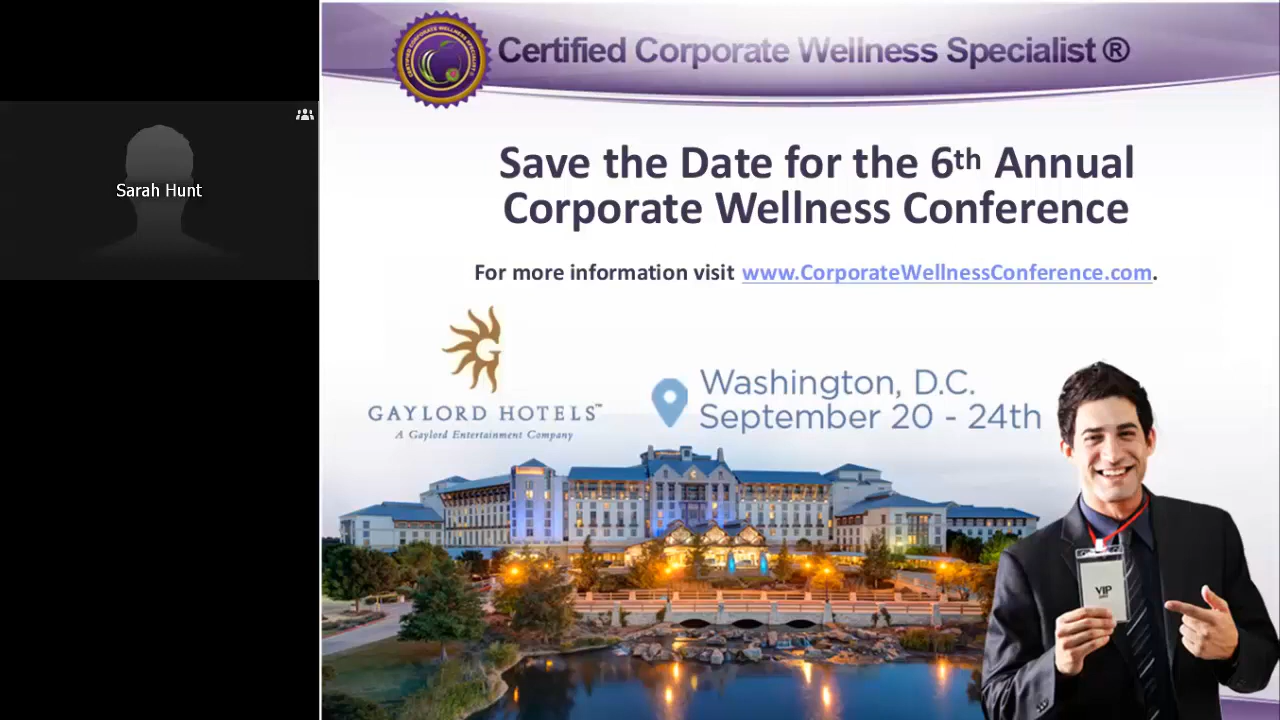 Certified Corporate Wellness Specialist ®
Sarah Hunt
Save the Date for the 6th Annual
Corporate Wellness Conference
For more information visit www.CorporateWellnessConference.com.
GAYLORD HOTELS™
A Gaylord Entertainment Company
Washington, D.C.
September 20 - 24th
VIP